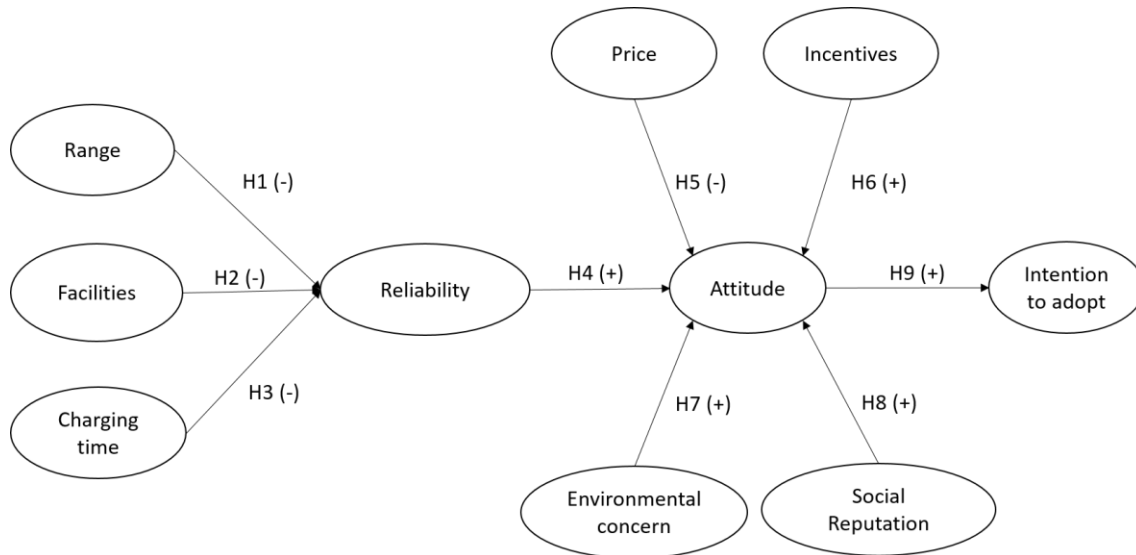 Price
Incentives
Range
H1 (-)
H5 (-)
H6 (+)
Facilities
H2 (-)
Reliability
H4 (+)
Attitude
H9 (+)
Intention
to adopt
H3 (-)
Charging
time
H7 (+)
H8 (+)
Environmental
concern
Social
Reputation